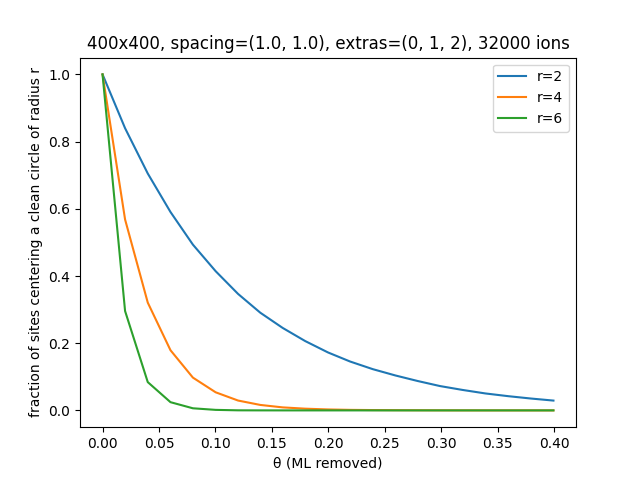 400x400, spacing=(1.0, 1.0), extras=(0, 1, 2), 32000 ions
fraction of sites centering a clean circle of radius r
1.0
0.8
0.6
0.4
0.2
0.0
r=2
r=4
r=6
0.00 0.05 0.10 0.15 0.20 0.25 0.30 0.35 0.40
θ (ML removed)